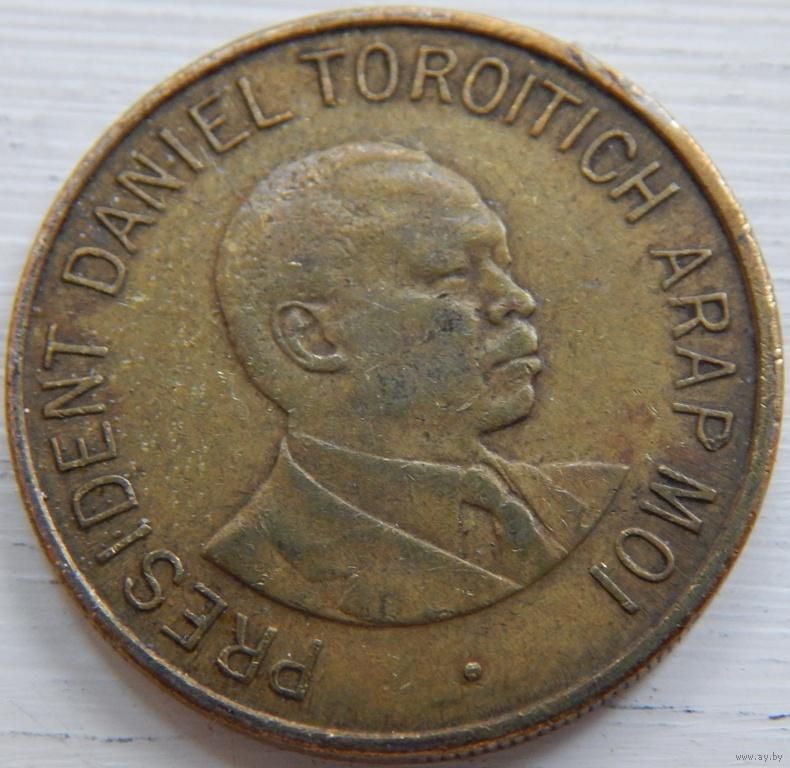 PRESIDENT DANIEL TOROITICH ARAP MOI
www.ay.by